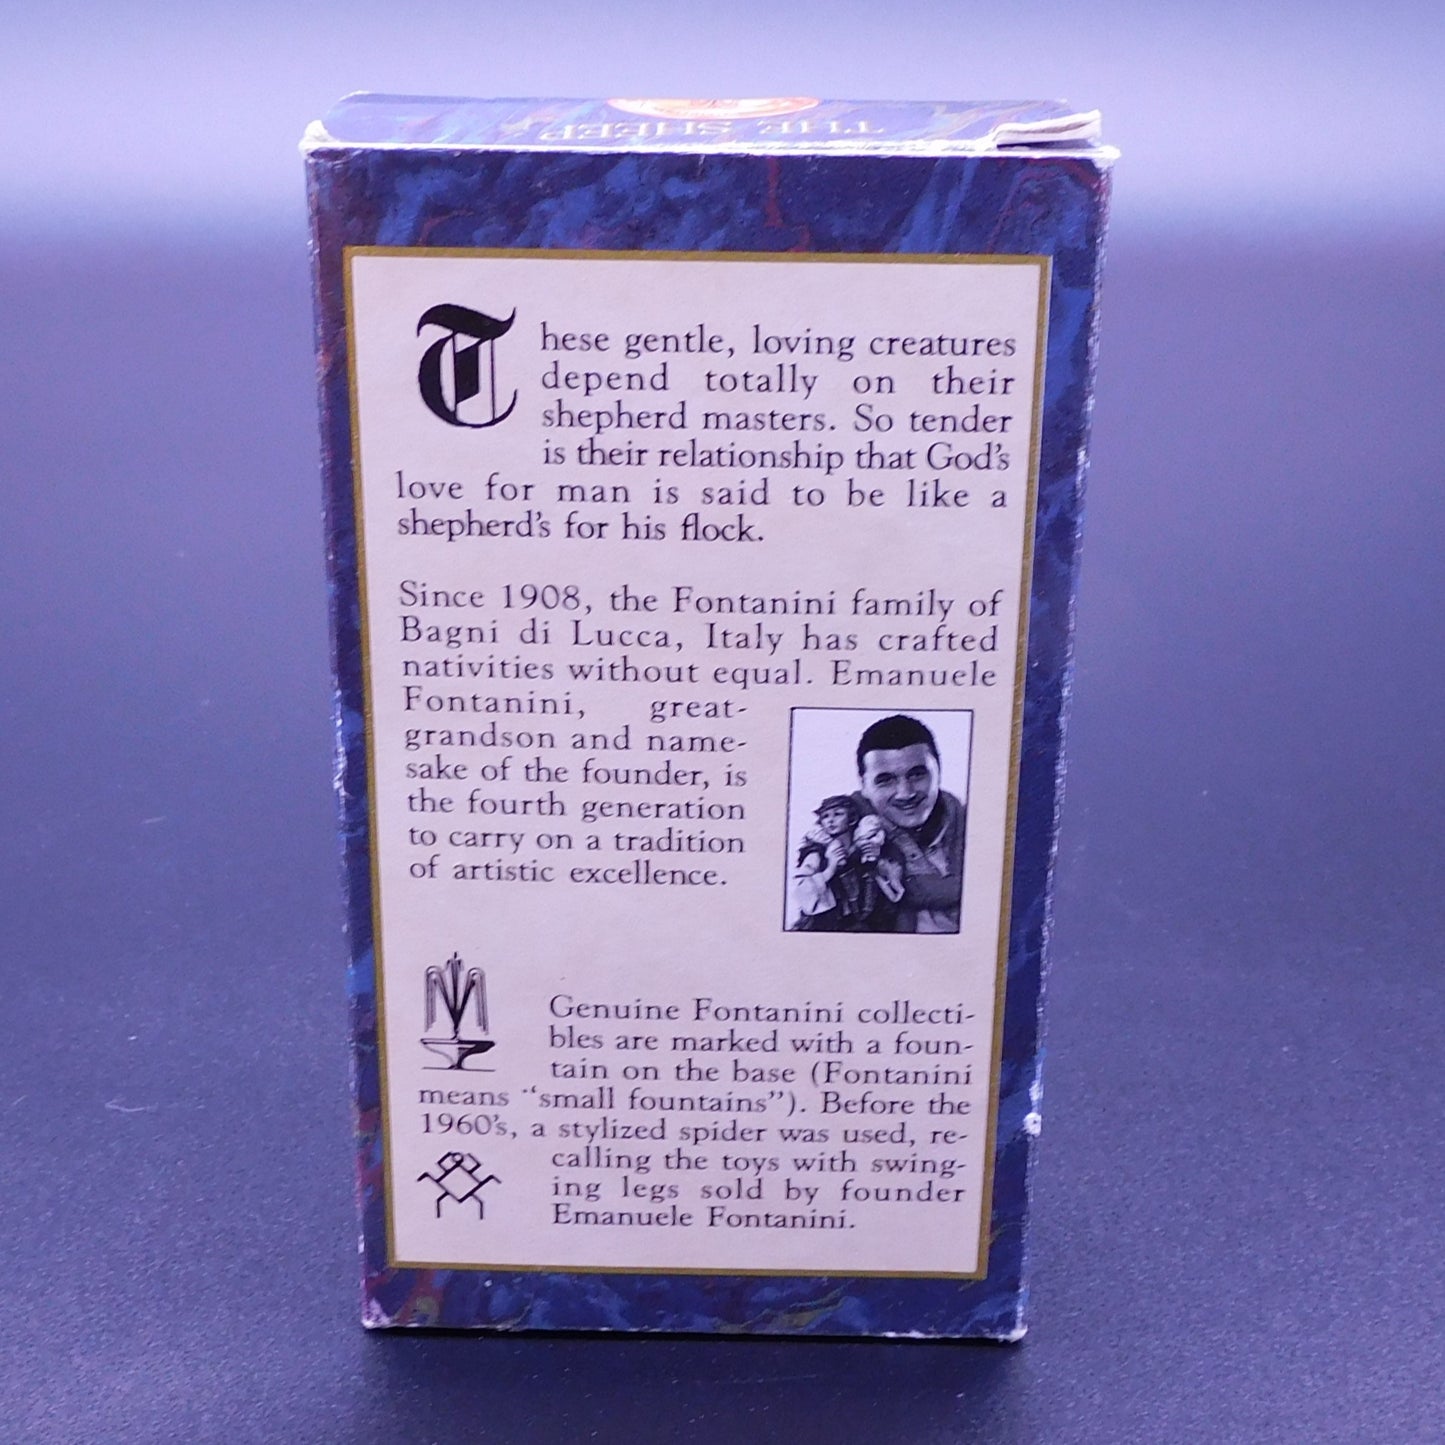 THE SHEEP
These gentle, loving creatures
depend totally on their
shepherd masters. So tender
is their relationship that God's
love for man is said to be like a
shepherd's for his flock.
Since 1908, the Fontanini family of
Bagni di Lucca, Italy has crafted
nativities without equal. Emanuele
Fontanini, great-
grandson and name-
sake of the founder, is
the fourth generation
to carry on a tradition
of artistic excellence.
Genuine Fontanini collecti-
bles are marked with a foun-
tain on the base (Fontanini
means "small fountains"). Before the
1960's, a stylized spider was used, re-
calling the toys with swing-
ing legs sold by founder
Emanuele Fontanini.